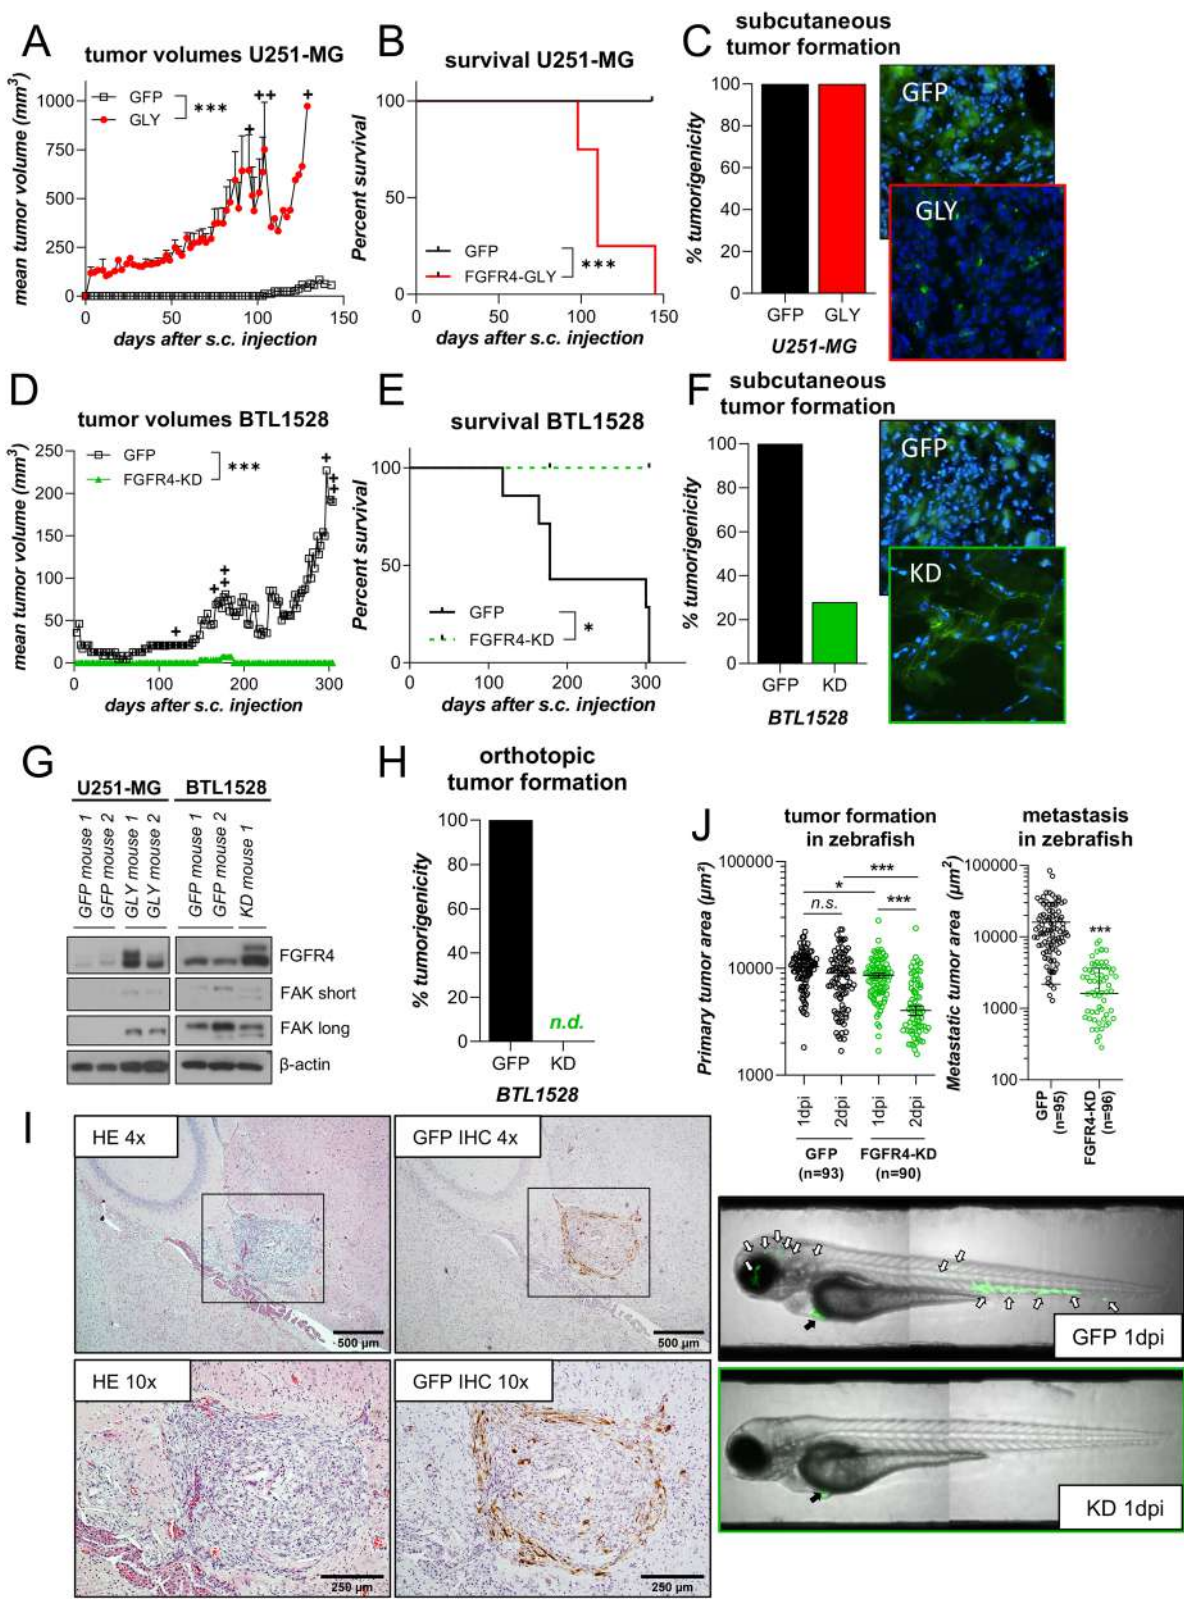 A
tumor volumes U251-MG
mean tumor volume (mm³)
1000
750
500
250
0
GFP
GLY
***
+
++
+
0
50
100
150
days after s.c. injection
B
survival U251-MG
Percent survival
100
50
0
GFP
FGFR4-GLY
***
0
50
100
150
days after s.c. injection
C
subcutaneous
tumor formation
% tumorigenicity
100
80
60
40
20
0
GFP
GLY
U251-MG
GFP
GLY
D
tumor volumes BTL1528
mean tumor volume (mm³)
250
200
150
100
50
0
GFP
FGFR4-KD
***
+
+
+
+
+
+
+
0
100
200
300
days after s.c. injection
E
survival BTL1528
Percent survival
100
50
0
GFP
FGFR4-KD
*
0
100
200
300
days after s.c. injection
F
subcutaneous
tumor formation
% tumorigenicity
100
80
60
40
20
0
GFP
KD
BTL1528
GFP
KD
G
U251-MG
BTL1528
GFP mouse 1
GFP mouse 2
GLY mouse 1
GLY mouse 2
GFP mouse 1
GFP mouse 2
KD mouse 1
FGFR4
FAK short
FAK long
β-actin
H
orthotopic
tumor formation
% tumorigenicity
100
80
60
40
20
0
n.d.
GFP
KD
BTL1528
J
tumor formation
in zebrafish
Primary tumor area (µm²)
100000
10000
1000
***
*
n.s.
***
1dpi
2dpi
1dpi
2dpi
GFP
(n=93)
FGFR4-KD
(n=90)
metastasis
in zebrafish
Metastatic tumor area (µm²)
100000
10000
1000
100
***
GFP
(n=95)
FGFR4-KD
(n=96)
I
HE 4x
500 µm
GFP IHC 4x
500 µm
HE 10x
250 µm
GFP IHC 10x
250 µm
GFP 1dpi
KD 1dpi